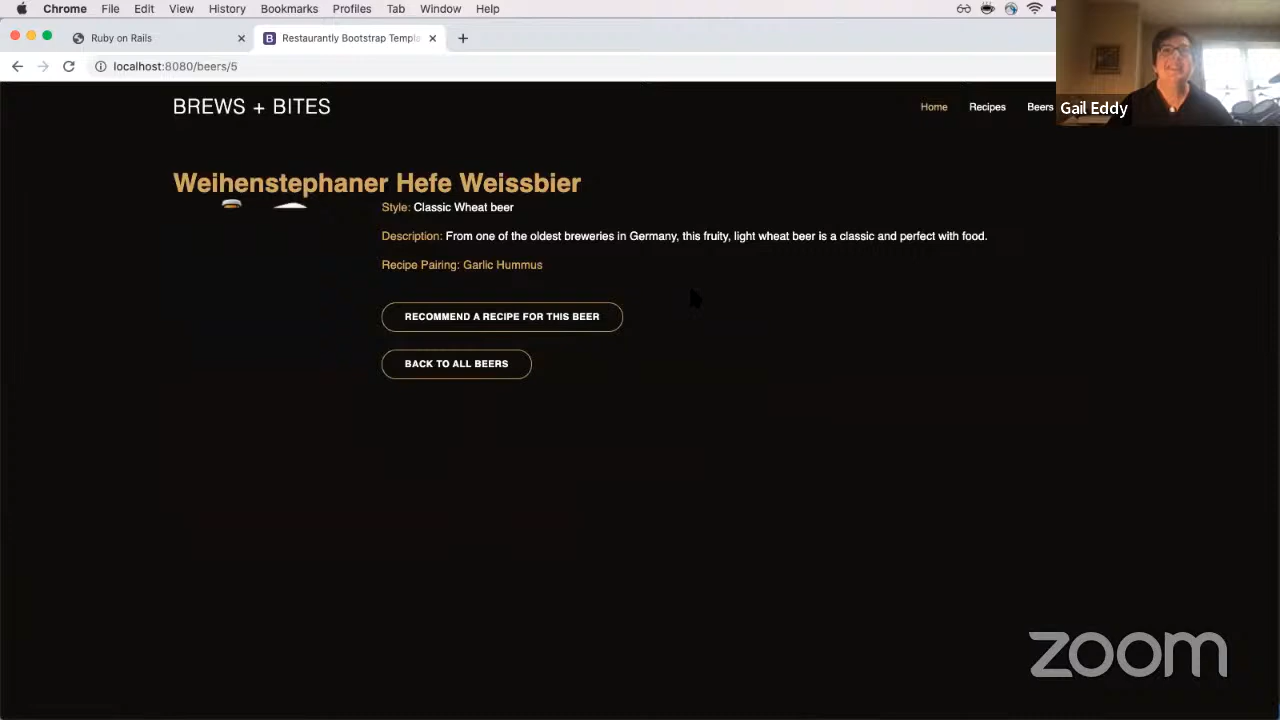 Chrome File Edit View History Bookmarks Profiles Tab Window Help
Ruby on Rails
Restaurantly Bootstrap Templa
localhost:8080/beers/5
BREWS + BITES
Home Recipes Beers
Gail Eddy
Weihenstephaner Hefe Weissbier
Style: Classic Wheat beer
Description: From one of the oldest breweries in Germany, this fruity, light wheat beer is a classic and perfect with food.
Recipe Pairing: Garlic Hummus
RECOMMEND A RECIPE FOR THIS BEER
BACK TO ALL BEERS
zoom